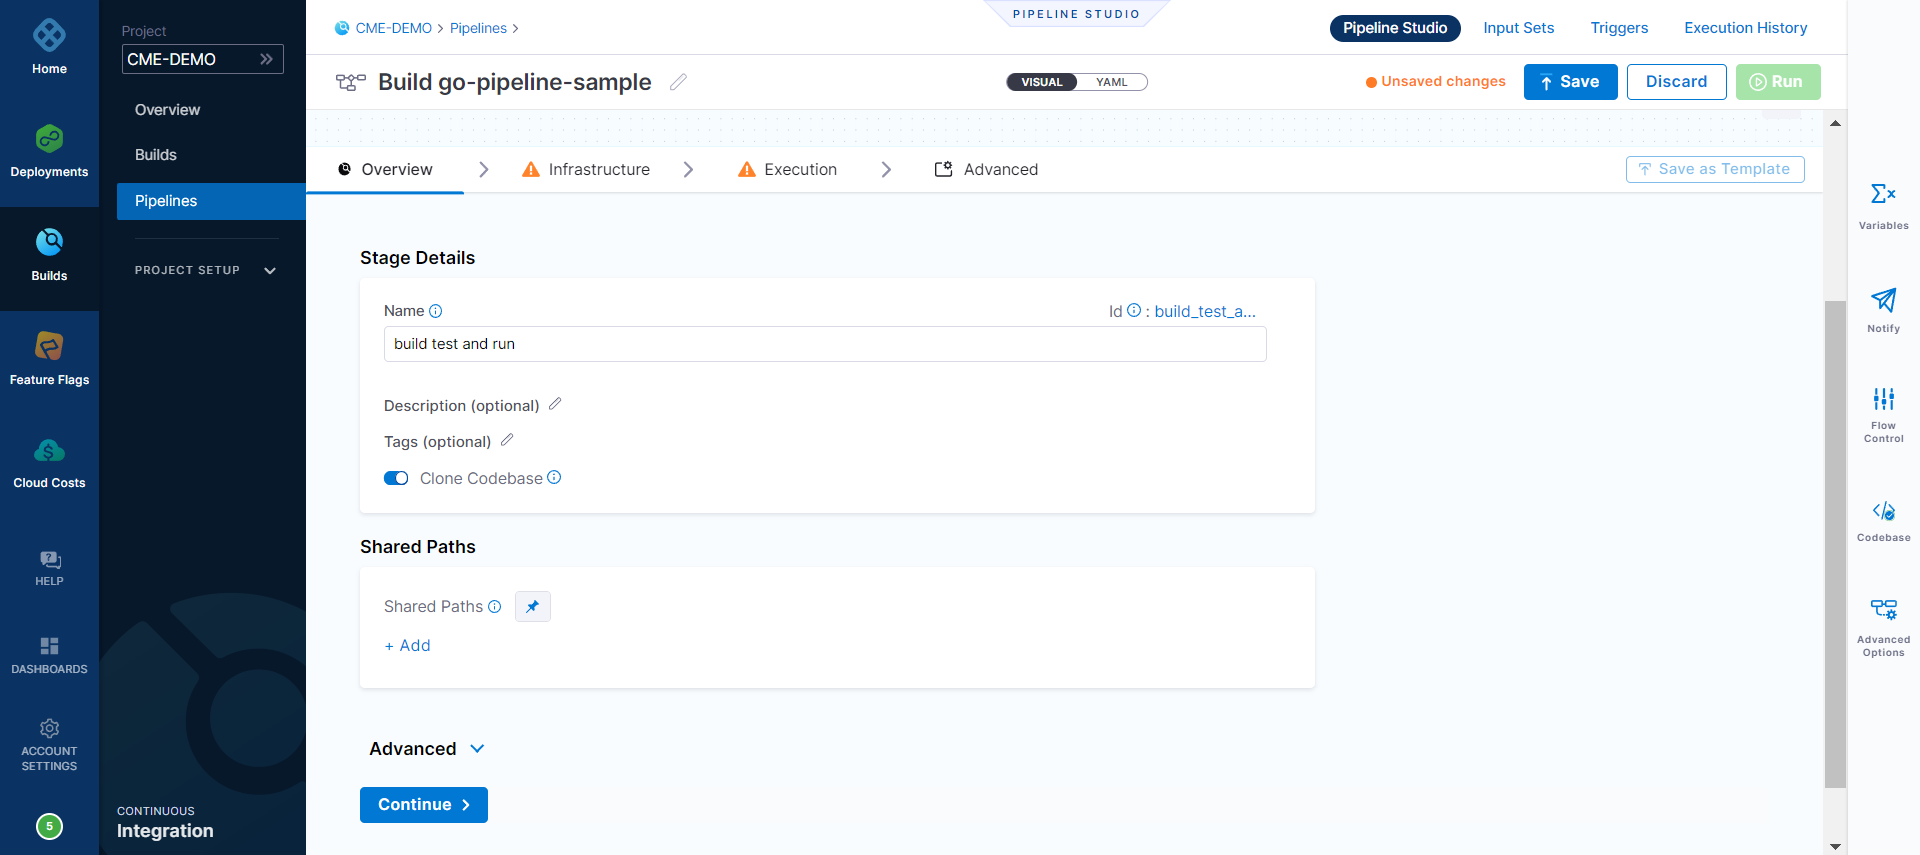 Home
Deployments
Builds
Feature Flags
Cloud Costs
?
HELP
DASHBOARDS
ACCOUNT
SETTINGS
5
Project
CME-DEMO
Overview
Builds
Pipelines
PROJECT SETUP
CONTINUOUS
Integration
CME-DEMO > Pipelines >
PIPELINE STUDIO
Pipeline Studio
Input Sets
Triggers
Execution History
Build go-pipeline-sample
VISUAL
YAML
Unsaved changes
Save
Discard
Run
Overview
Infrastructure
Execution
Advanced
Save as Template
Stage Details
Name
Id : build_test_a...
build test and run
Description (optional)
Tags (optional)
Clone Codebase
Shared Paths
Shared Paths
+ Add
Advanced
Continue
Variables
Notify
Flow
Control
Codebase
Advanced
Options